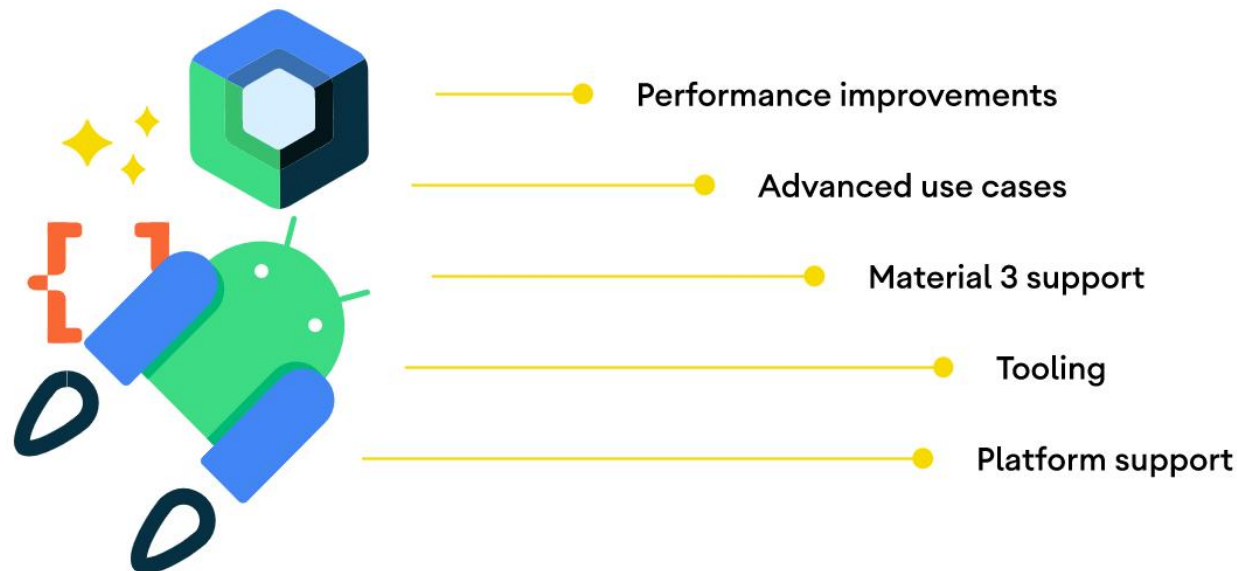 Performance improvements
Advanced use cases
Material 3 support
Tooling
Platform support